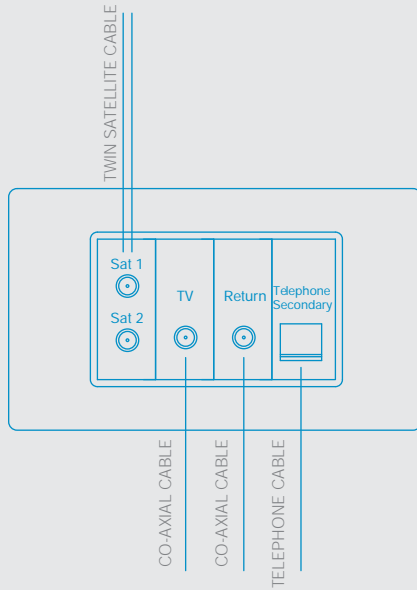 TWIN SATELLITE CABLE
Sat 1
Sat 2
TV
Return
Telephone
Secondary
CO-AXIAL CABLE
CO-AXIAL CABLE
TELEPHONE CABLE